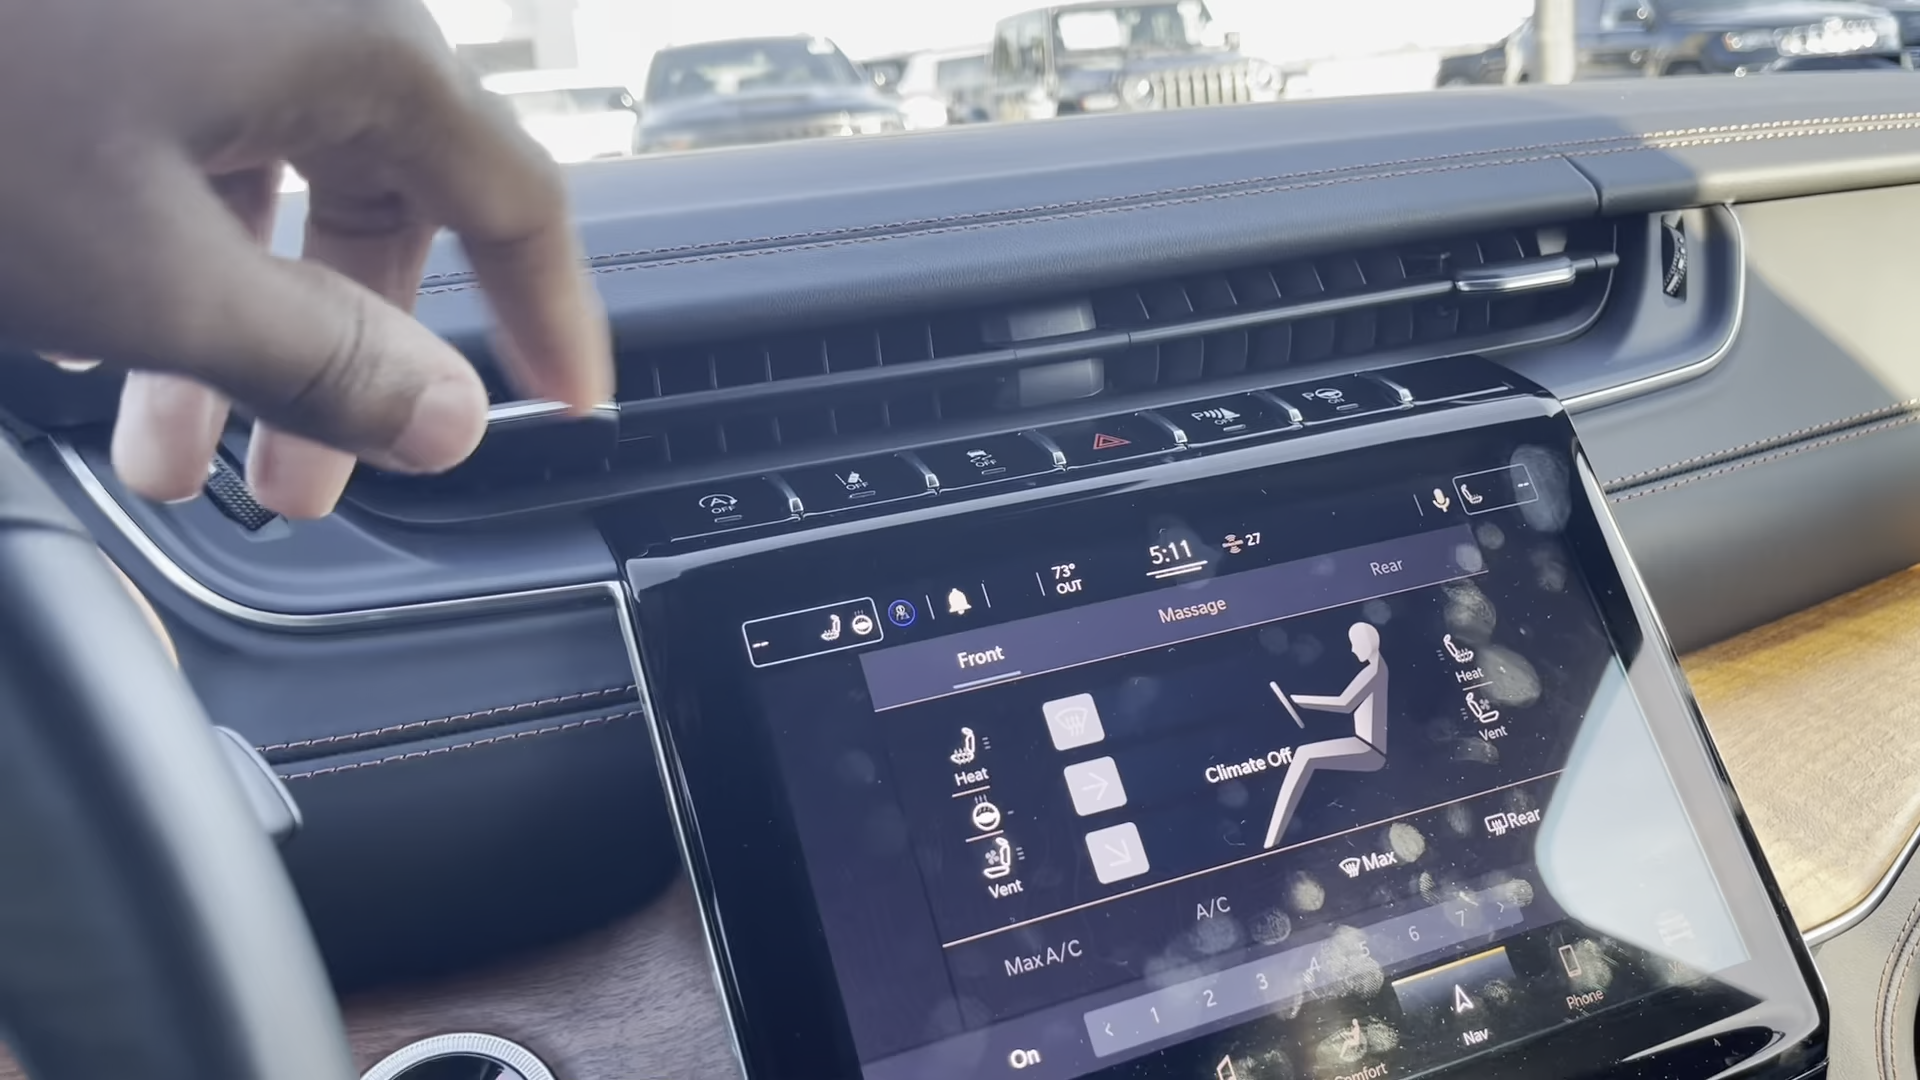 OFF
OFF
OFF
P OFF
P ON
--
73°
OUT
5:11
27
--
Front
Massage
Rear
Heat
Vent
Climate Off
Heat
Vent
Max A/C
A/C
Max
Rear
On
< 1 2 3 4 5 6 7 >
Comfort
Nav
Phone